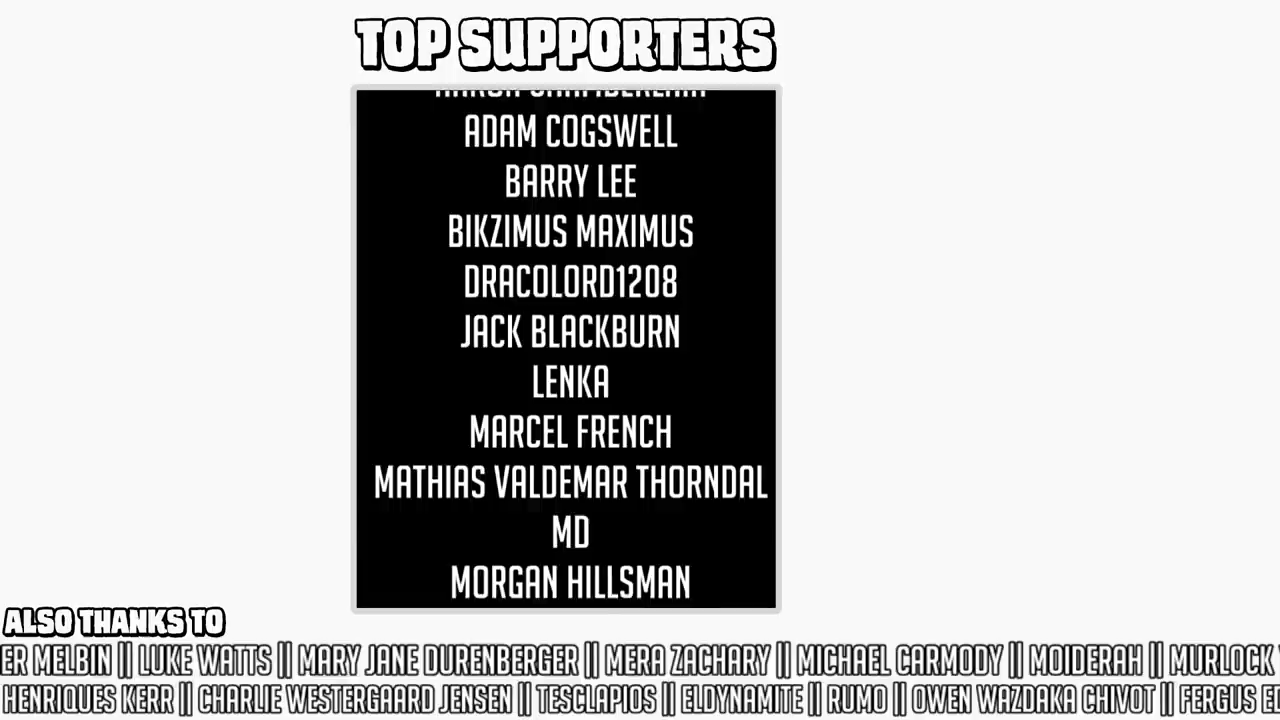 TOP SUPPORTERS
ADAM COGSWELL
BARRY LEE
BIKZIMUS MAXIMUS
DRACOLORD1208
JACK BLACKBURN
LENKA
MARCEL FRENCH
MATHIAS VALDEMAR THORNDAL
MD
MORGAN HILLSMAN
ALSO THANKS TO
ER MELBIN || LUKE WATTS || MARY JANE DURENBERGER || MERA ZACHARY || MICHAEL CARMODY || MOIDERAH || MURLOCK
HENRIQUES KERR || CHARLIE WESTERGAARD JENSEN || TESCLAPIOS || ELDYNAMITE || RUMO || OWEN WAZDAKA CHIVOT || FERGUS